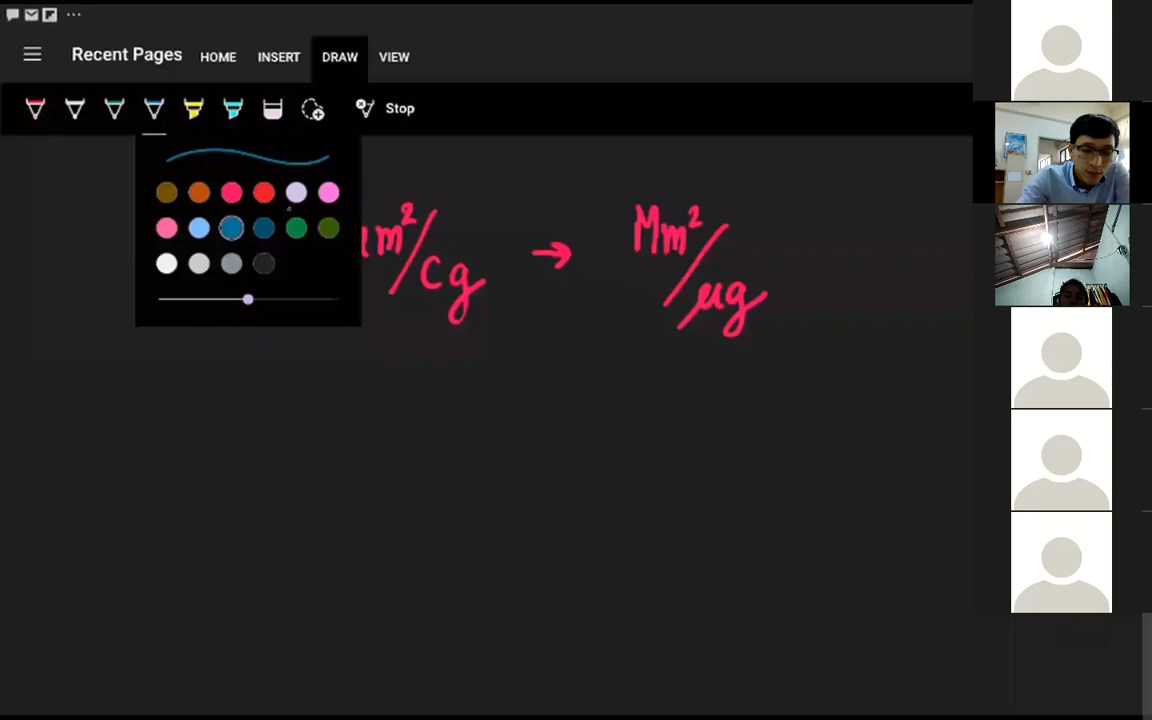 Recent Pages HOME INSERT DRAW VIEW
Stop
m²/cg → Mm²/μg